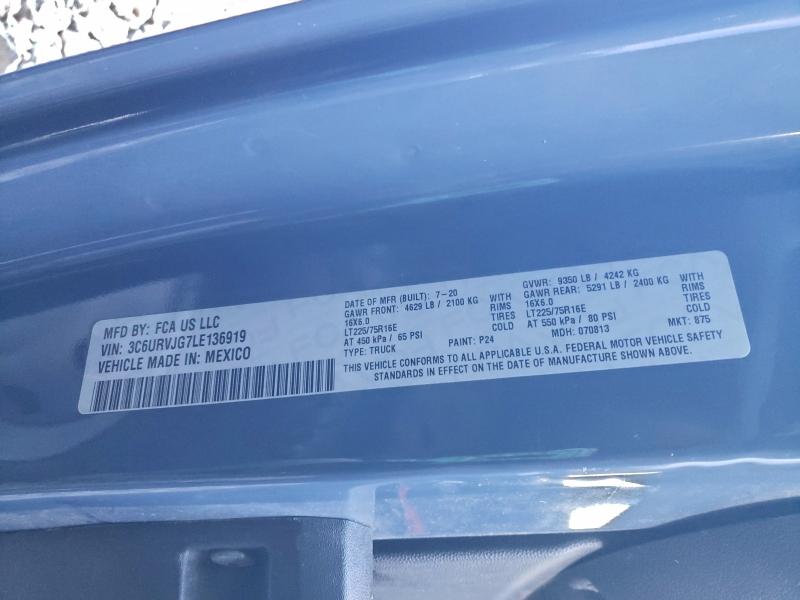 MFD BY: FCA US LLC
VIN: 3C6URVJG7LE136919
VEHICLE MADE IN: MEXICO
DATE OF MFR (BUILT): 7-20
GAWR FRONT: 4629 LB / 2100 KG WITH
16X6.0 RIMS
LT225/75R16E TIRES
AT 450 kPa / 65 PSI COLD
TYPE: TRUCK PAINT: P24
GVWR: 9350 LB / 4242 KG
GAWR REAR: 5291 LB / 2400 KG WITH
16X6.0 RIMS
LT225/75R16E TIRES
AT 550 kPa / 80 PSI COLD
MDH: 070813 MKT: 875
THIS VEHICLE CONFORMS TO ALL APPLICABLE U.S.A. FEDERAL MOTOR VEHICLE SAFETY
STANDARDS IN EFFECT ON THE DATE OF MANUFACTURE SHOWN ABOVE